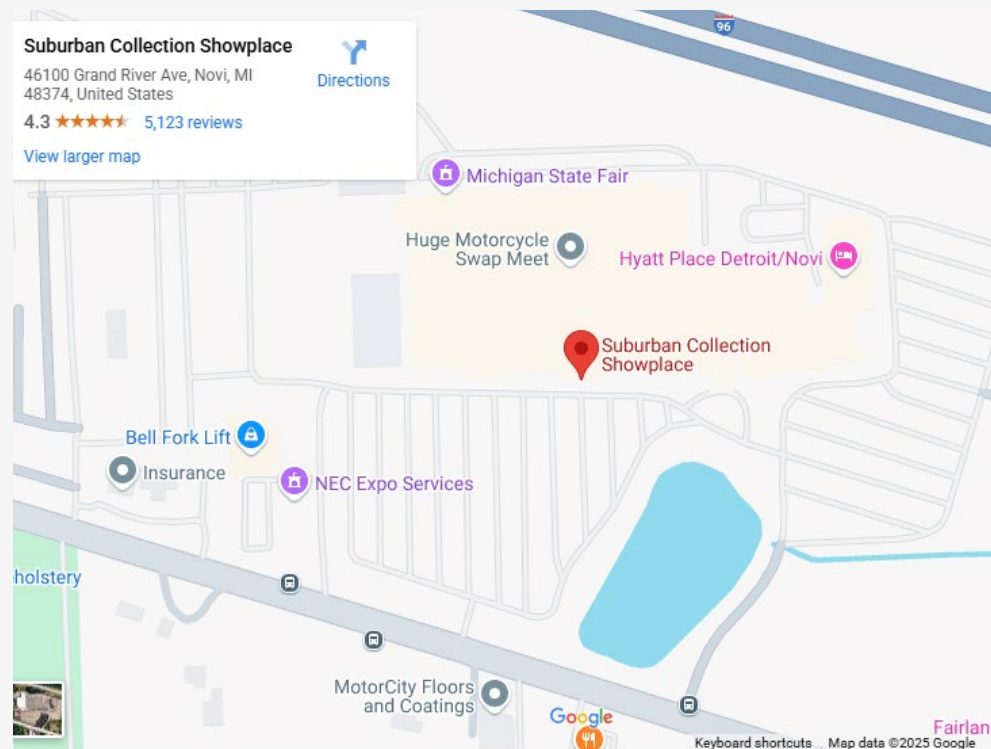 Suburban Collection Showplace
46100 Grand River Ave, Novi, MI
48374, United States
Directions
4.3
5,123 reviews
View larger map
96
Michigan State Fair
Huge Motorcycle
Swap Meet
Hyatt Place Detroit/Novi
Suburban Collection
Showplace
Bell Fork Lift
Insurance
NEC Expo Services
holstery
MotorCity Floors
and Coatings
Google
Fairlan
Keyboard shortcuts
Map data ©2025 Google